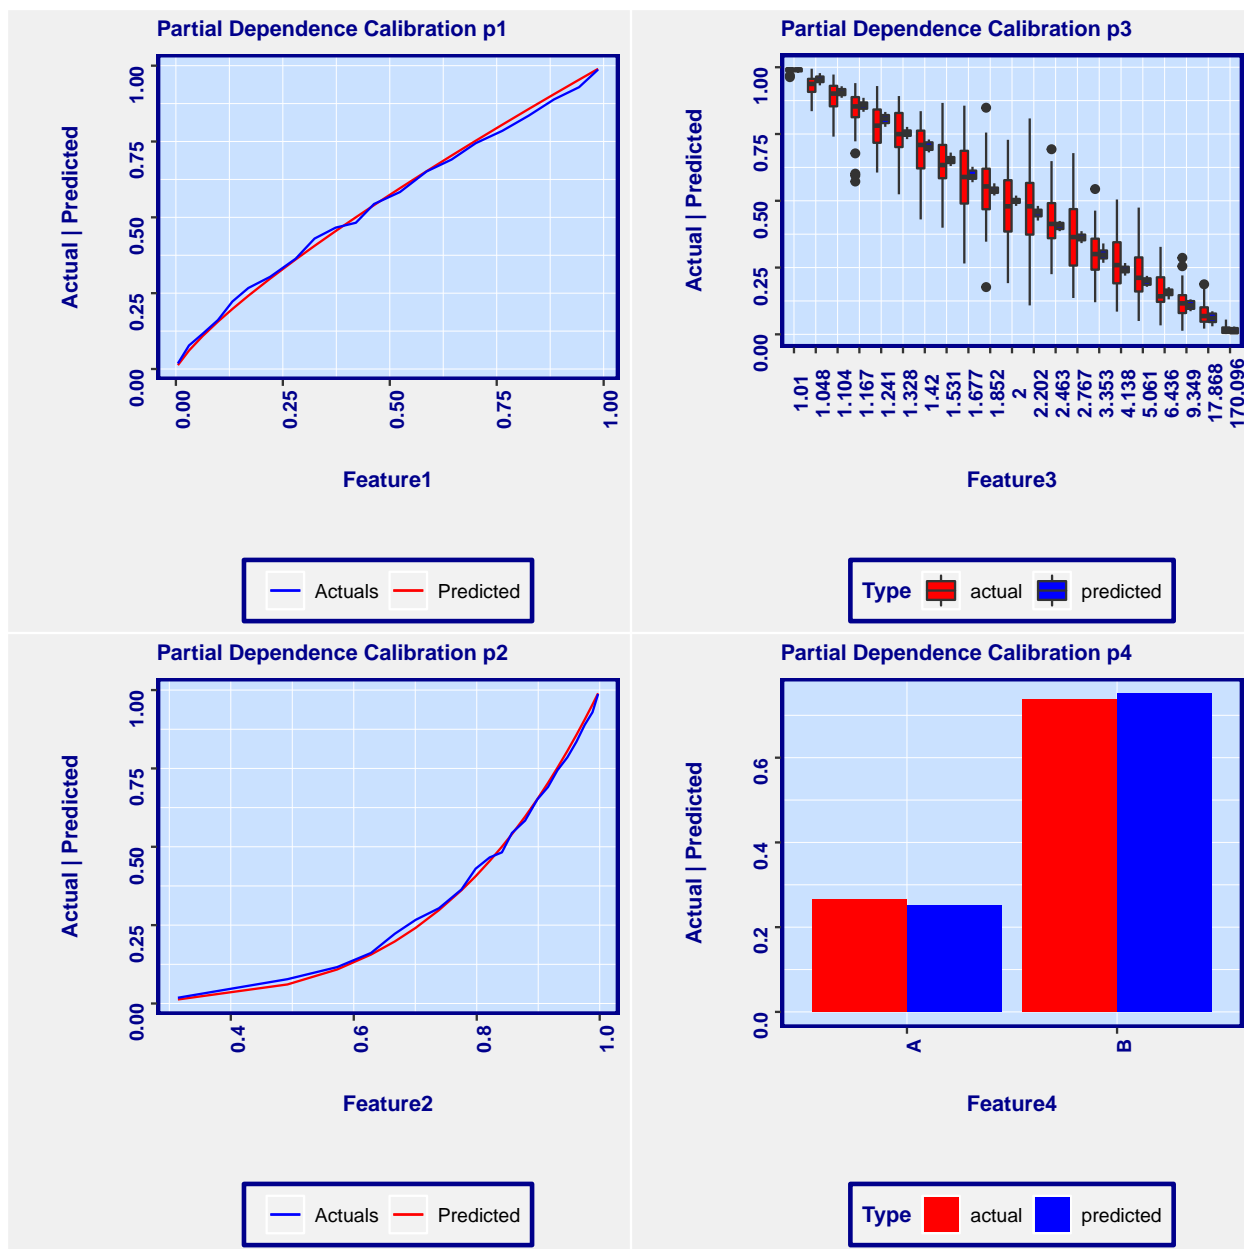 Partial Dependence Calibration p1
Actual | Predicted
1.00
0.75
0.50
0.25
0.00
0.00
0.25
0.50
0.75
1.00
Feature1
Actuals
Predicted
Partial Dependence Calibration p3
Actual | Predicted
1.00
0.75
0.50
0.25
0.00
1.01
1.048
1.104
1.167
1.241
1.328
1.42
1.531
1.677
1.852
2
2.202
2.463
2.767
3.353
4.138
5.061
6.436
9.349
17.868
170.096
Feature3
Type
actual
predicted
Partial Dependence Calibration p2
Actual | Predicted
1.00
0.75
0.50
0.25
0.00
0.4
0.6
0.8
1.0
Feature2
Actuals
Predicted
Partial Dependence Calibration p4
Actual | Predicted
0.6
0.4
0.2
0.0
A
B
Feature4
Type
actual
predicted